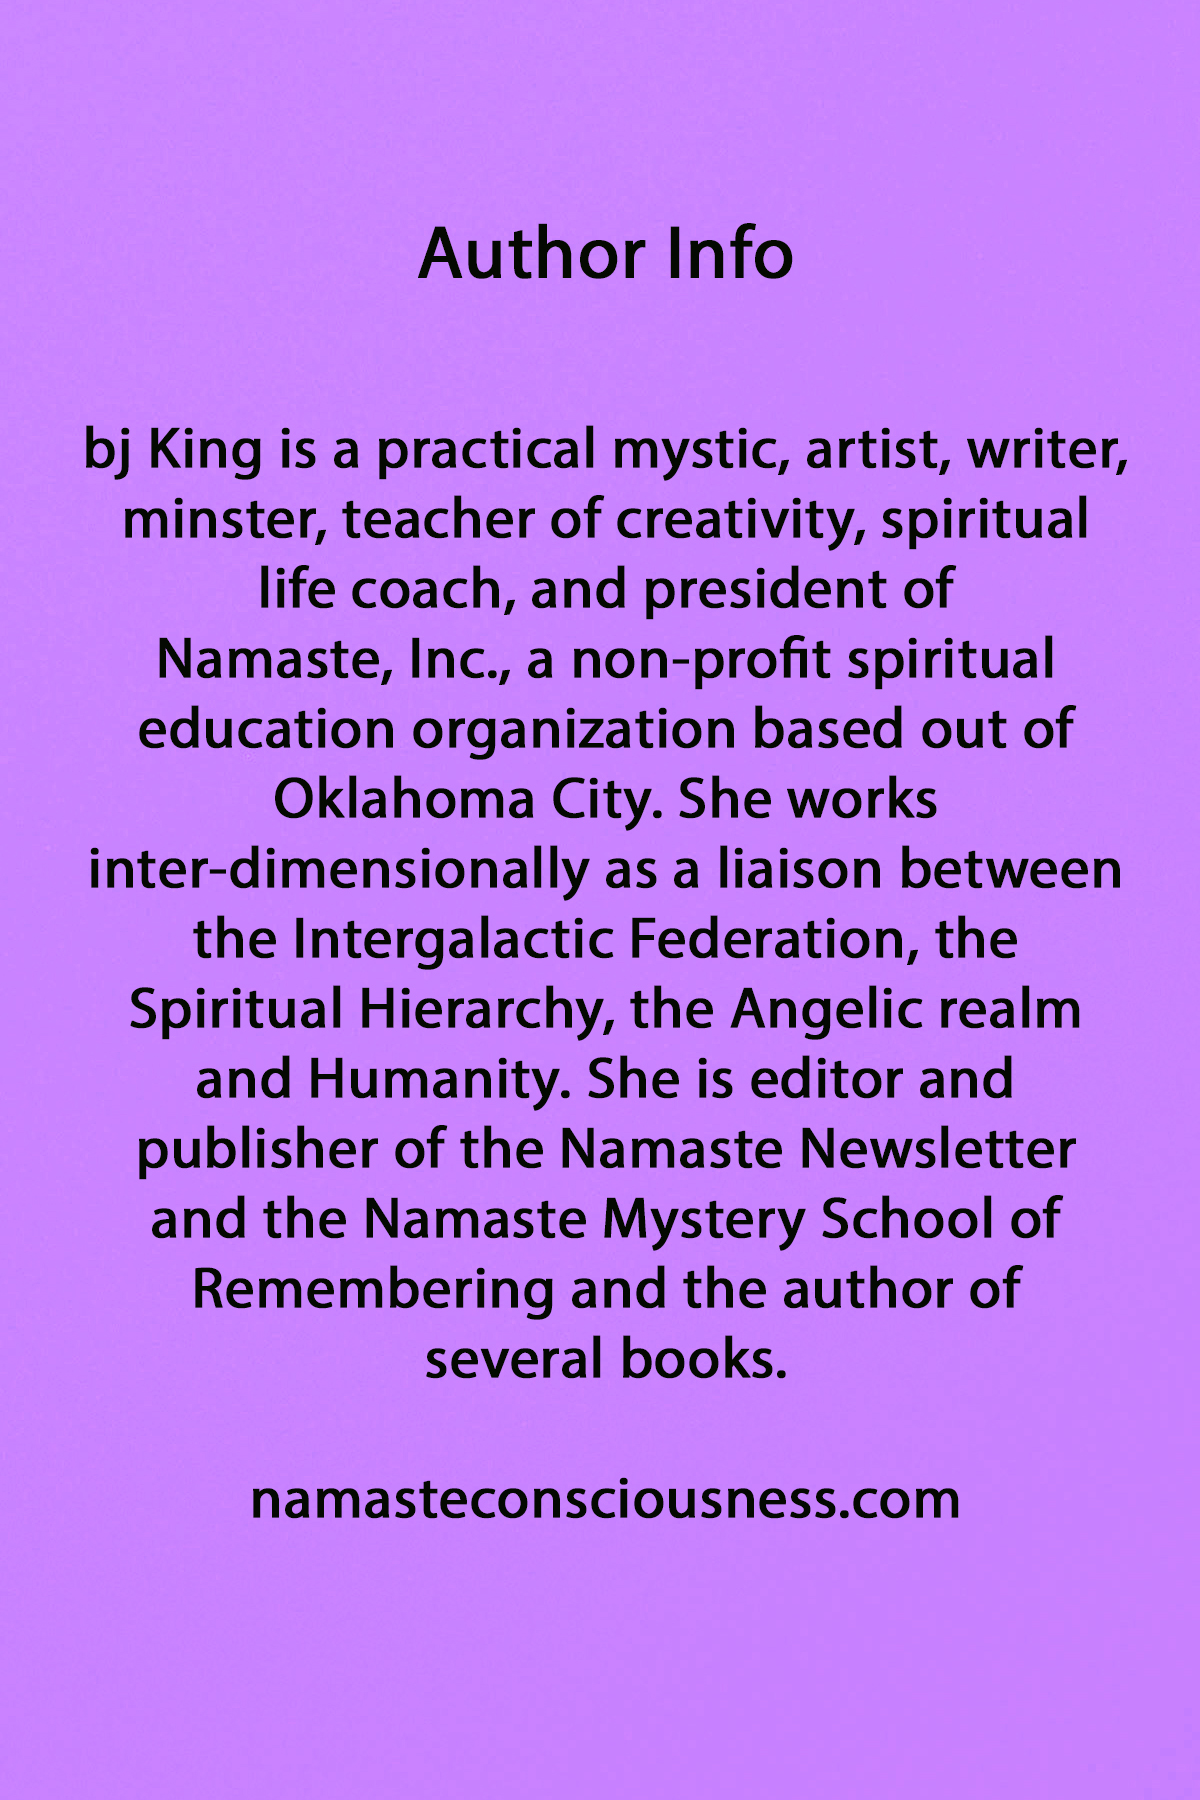 Author Info
bj King is a practical mystic, artist, writer,
minster, teacher of creativity, spiritual
life coach, and president of
Namaste, Inc., a non-profit spiritual
education organization based out of
Oklahoma City. She works
inter-dimensionally as a liaison between
the Intergalactic Federation, the
Spiritual Hierarchy, the Angelic realm
and Humanity. She is editor and
publisher of the Namaste Newsletter
and the Namaste Mystery School of
Remembering and the author of
several books.
namasteconsciousness.com